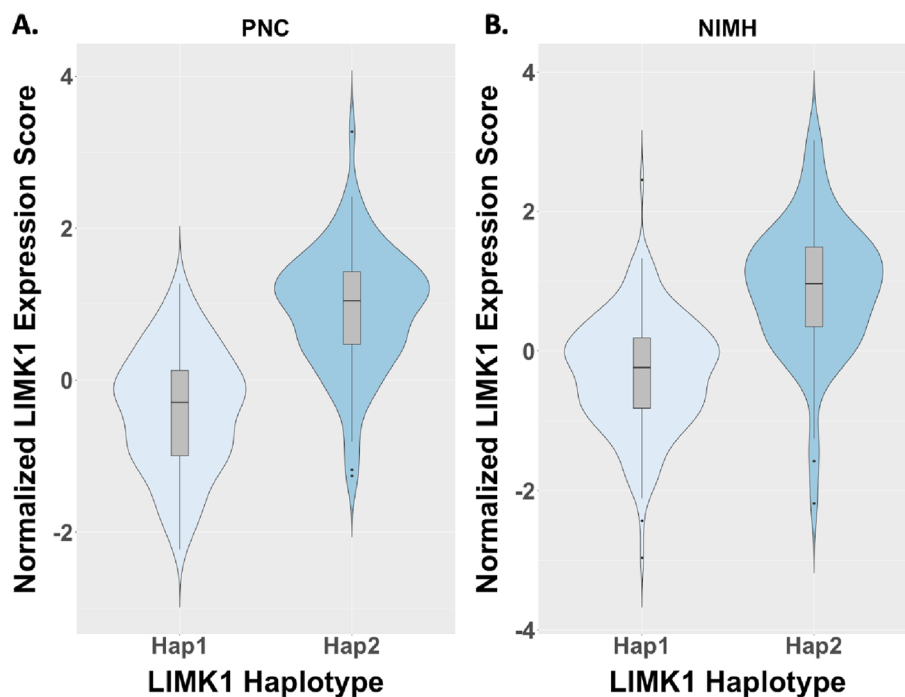 A.
PNC
Normalized LIMK1 Expression Score
4
2
0
-2
Hap1 Hap2
LIMK1 Haplotype
B.
NIMH
Normalized LIMK1 Expression Score
4
2
0
-2
-4
Hap1 Hap2
LIMK1 Haplotype